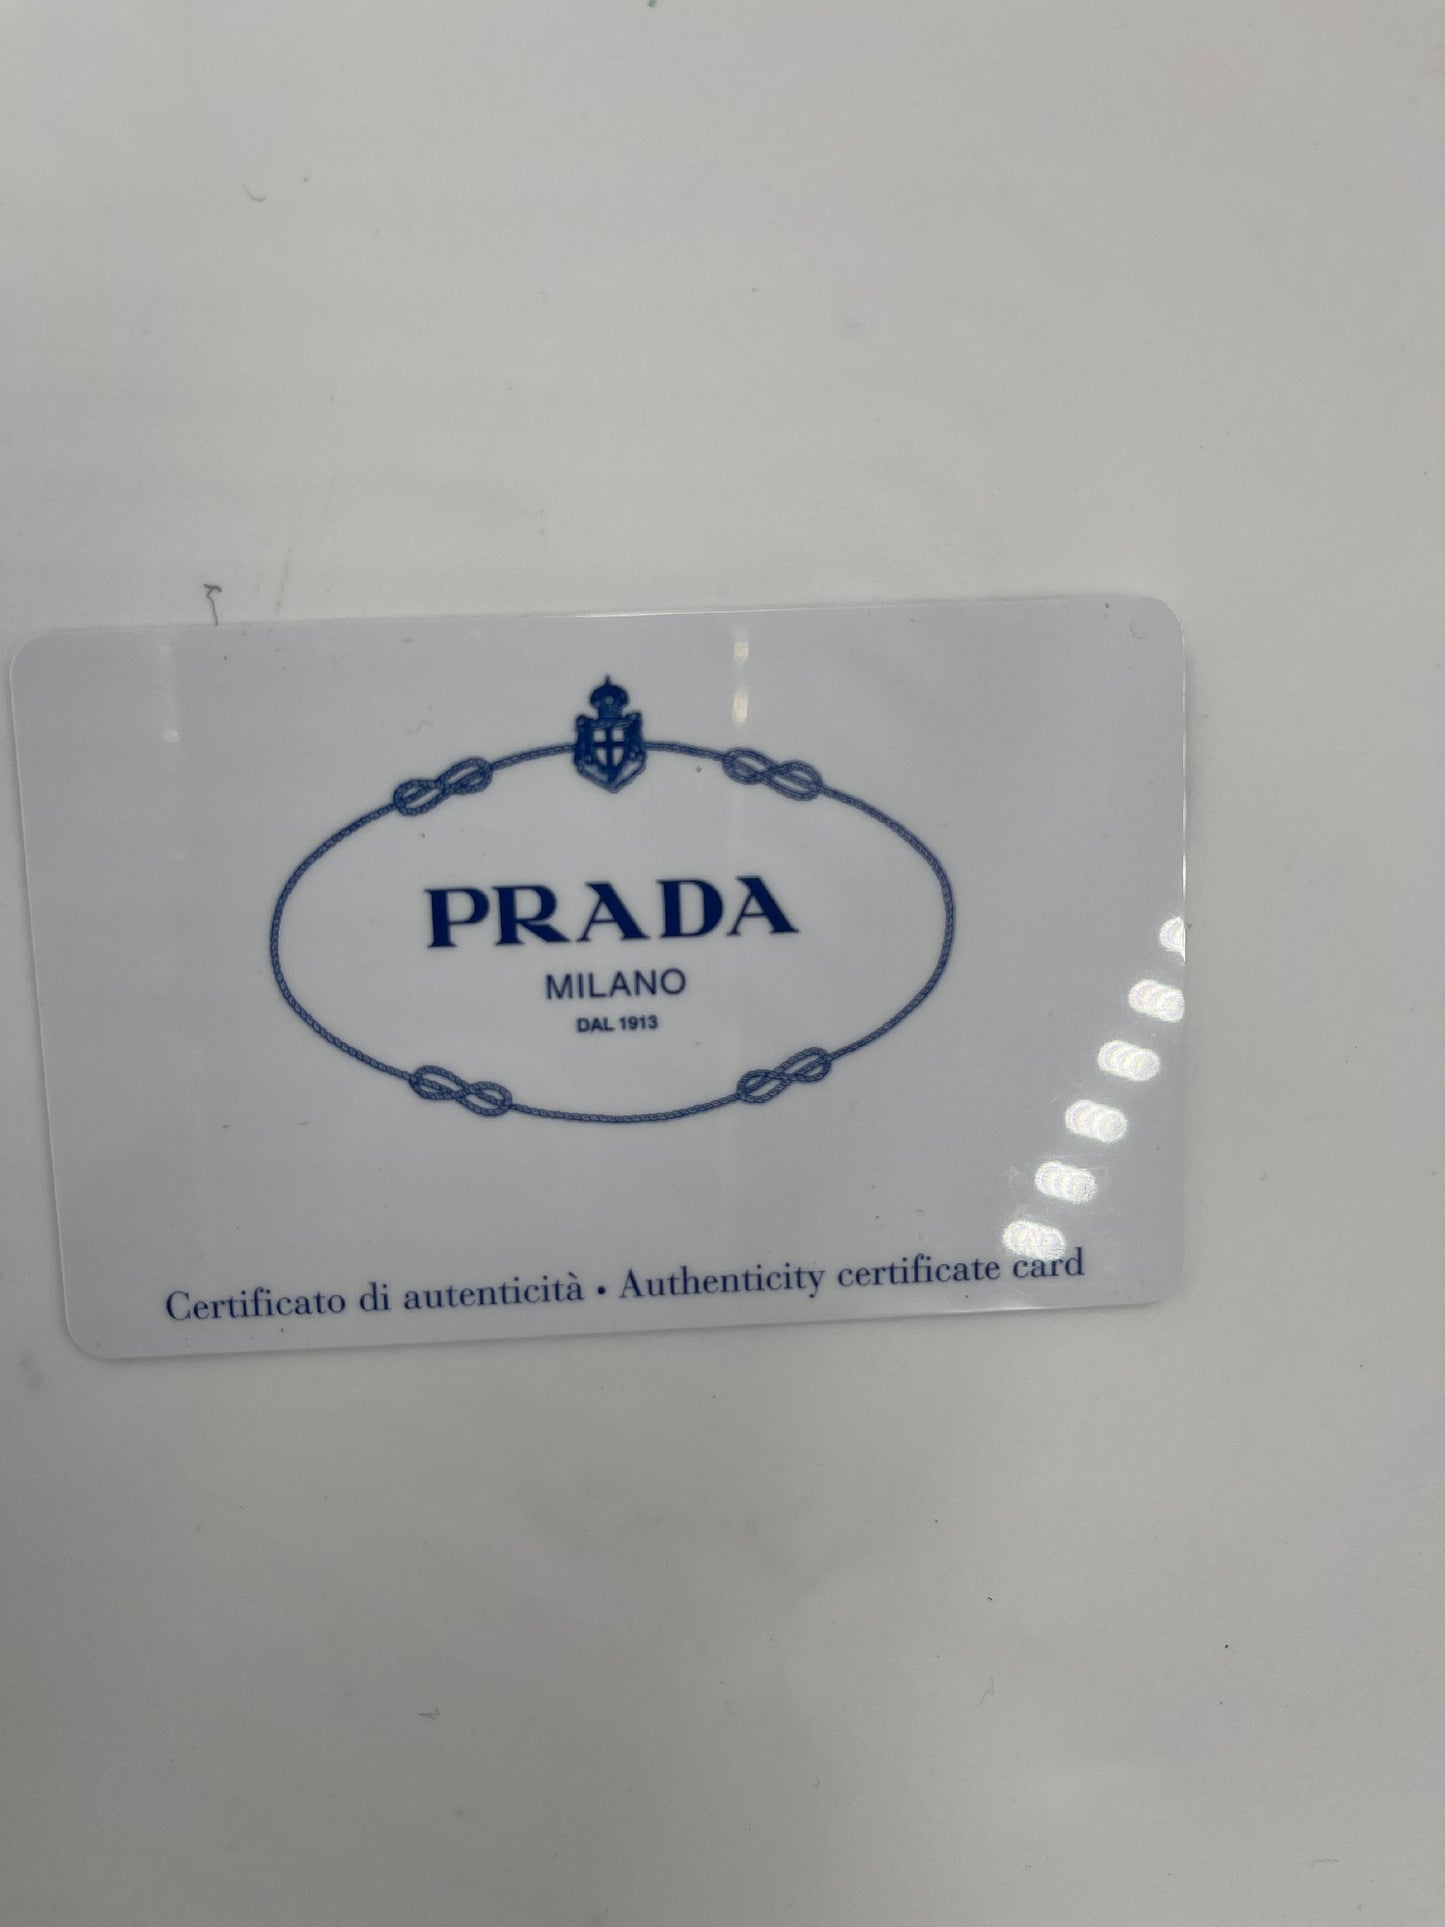 PRADA
MILANO
DAL 1913
Certificato di autenticità • Authenticity certificate card